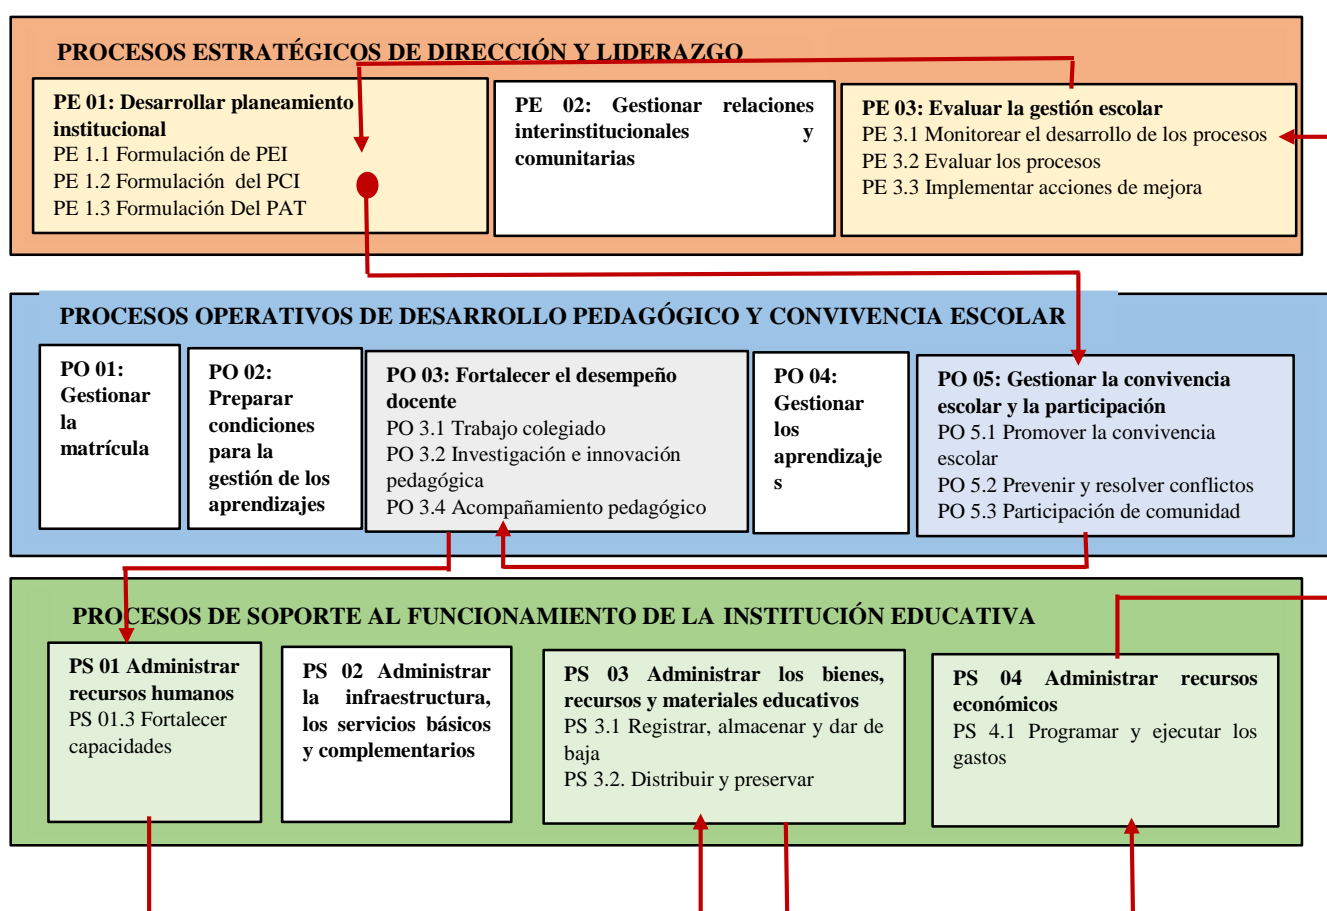 PROCESOS ESTRATÉGICOS DE DIRECCIÓN Y LIDERAZGO
PE 01: Desarrollar planeamiento
institucional
PE 1.1 Formulación de PEI
PE 1.2 Formulación del PCI
PE 1.3 Formulación Del PAT
PE 02: Gestionar relaciones
interinstitucionales y
comunitarias
PE 03: Evaluar la gestión escolar
PE 3.1 Monitorear el desarrollo de los procesos
PE 3.2 Evaluar los procesos
PE 3.3 Implementar acciones de mejora
PROCESOS OPERATIVOS DE DESARROLLO PEDAGÓGICO Y CONVIVENCIA ESCOLAR
PO 01:
Gestionar
la
matrícula
PO 02:
Preparar
condiciones
para la
gestión de los
aprendizajes
PO 03: Fortalecer el desempeño
docente
PO 3.1 Trabajo colegiado
PO 3.2 Investigación e innovación
pedagógica
PO 3.4 Acompañamiento pedagógico
PO 04:
Gestionar
los
aprendizaje
s
PO 05: Gestionar la convivencia
escolar y la participación
PO 5.1 Promover la convivencia
escolar
PO 5.2 Prevenir y resolver conflictos
PO 5.3 Participación de comunidad
PROCESOS DE SOPORTE AL FUNCIONAMIENTO DE LA INSTITUCIÓN EDUCATIVA
PS 01 Administrar
recursos humanos
PS 01.3 Fortalecer
capacidades
PS 02 Administrar
la infraestructura,
los servicios básicos
y complementarios
PS 03 Administrar los bienes,
recursos y materiales educativos
PS 3.1 Registrar, almacenar y dar de
baja
PS 3.2. Distribuir y preservar
PS 04 Administrar recursos
económicos
PS 4.1 Programar y ejecutar los
gastos